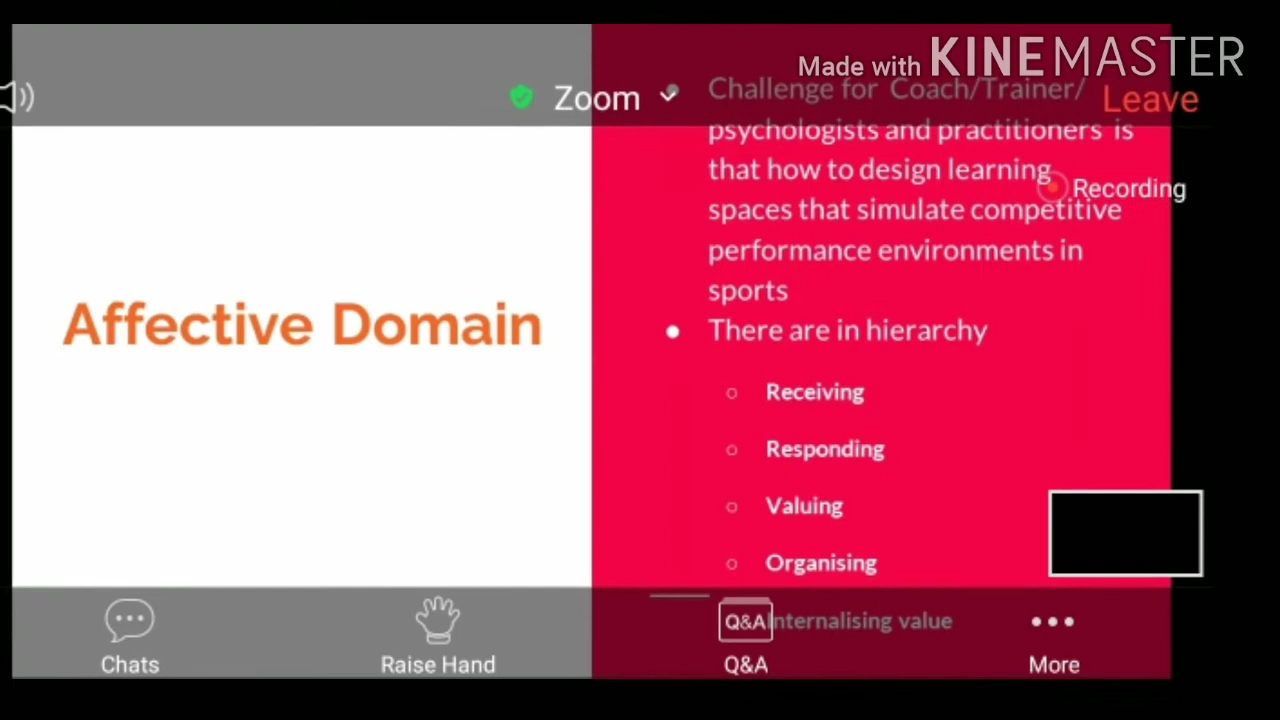 Made with KINEMASTER
Zoom
Leave
Recording
Affective Domain
Challenge for Coach/Trainer/
psychologists and practitioners is
that how to design learning
spaces that simulate competitive
performance environments in
sports
There are in hierarchy
Receiving
Responding
Valuing
Organising
Internalising value
Chats
Raise Hand
Q&A
Q&A
More